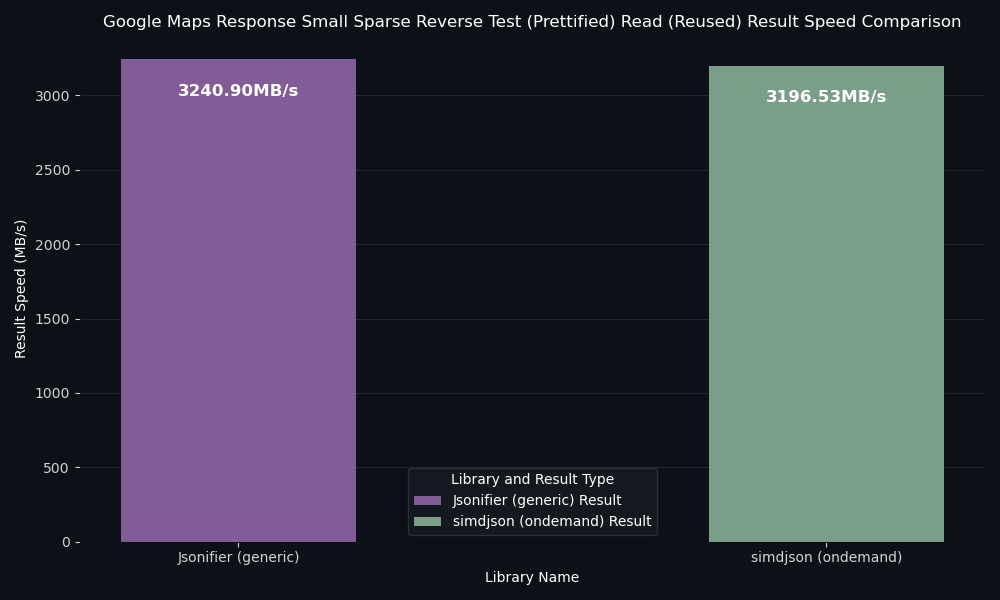 Google Maps Response Small Sparse Reverse Test (Prettified) Read (Reused) Result Speed Comparison
Result Speed (MB/s)
3000
2500
2000
1500
1000
500
0
3240.90MB/s
3196.53MB/s
Library and Result Type
Jsonifier (generic) Result
simdjson (ondemand) Result
Jsonifier (generic)
simdjson (ondemand)
Library Name